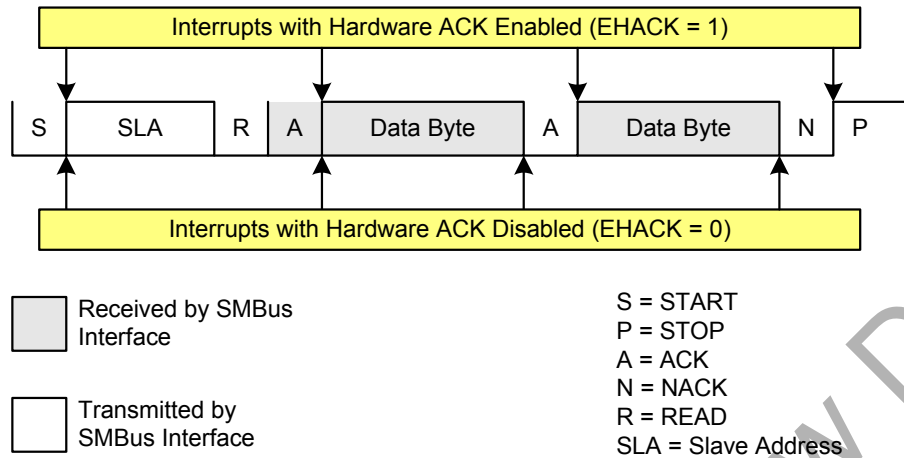 Interrupts with Hardware ACK Enabled (EHACK = 1)
S SLA R A Data Byte A Data Byte N P
Interrupts with Hardware ACK Disabled (EHACK = 0)
Received by SMBus
Interface
Transmitted by
SMBus Interface
S = START
P = STOP
A = ACK
N = NACK
R = READ
SLA = Slave Address